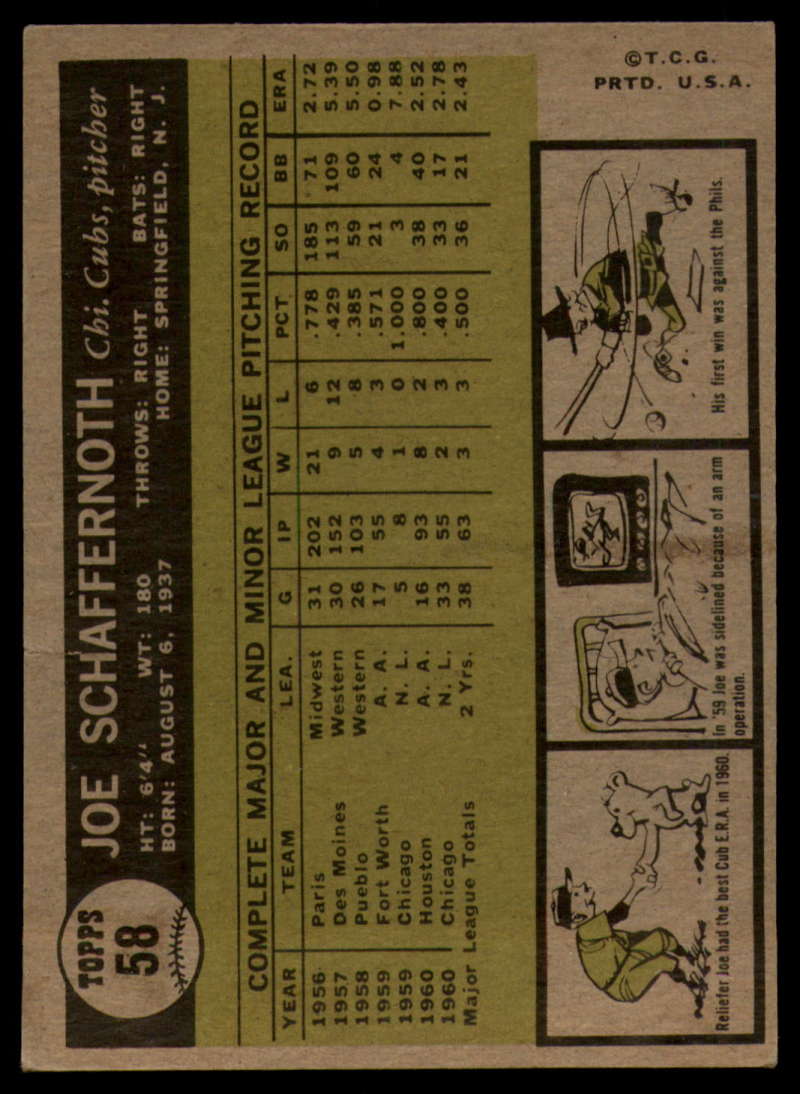 TOPPS
58
JOE SCHAFFERNOTH Chi. Cubs, pitcher
HT: 6'4" WT: 180 THROWS: RIGHT BATS: RIGHT
BORN: AUGUST 6, 1937 HOME: SPRINGFIELD, N. J.
COMPLETE MAJOR AND MINOR LEAGUE PITCHING RECORD
YEAR TEAM LEA. G IP W L PCT SO BB ERA
1956 Paris Midwest 31 202 21 6 .778 185 71 2.72
1957 Des Moines Western 30 152 9 12 .429 113 109 5.39
1958 Pueblo Western 26 103 5 8 .385 59 60 5.50
1959 Fort Worth A. A. 17 55 4 3 .571 21 24 0.98
1959 Chicago N. L. 5 8 1 0 1.000 3 4 7.88
1960 Houston A. A. 16 93 8 2 .800 38 40 2.52
1960 Chicago N. L. 33 55 2 3 .400 33 17 2.78
Major League Totals 2 Yrs. 38 63 3 3 .500 36 21 2.43
Reliefer Joe had the best Cub E.R.A. in 1960.
In '59 Joe was sidelined because of an arm
operation.
His first win was against the Phils.
©T.C.G.
PRTD. U.S.A.